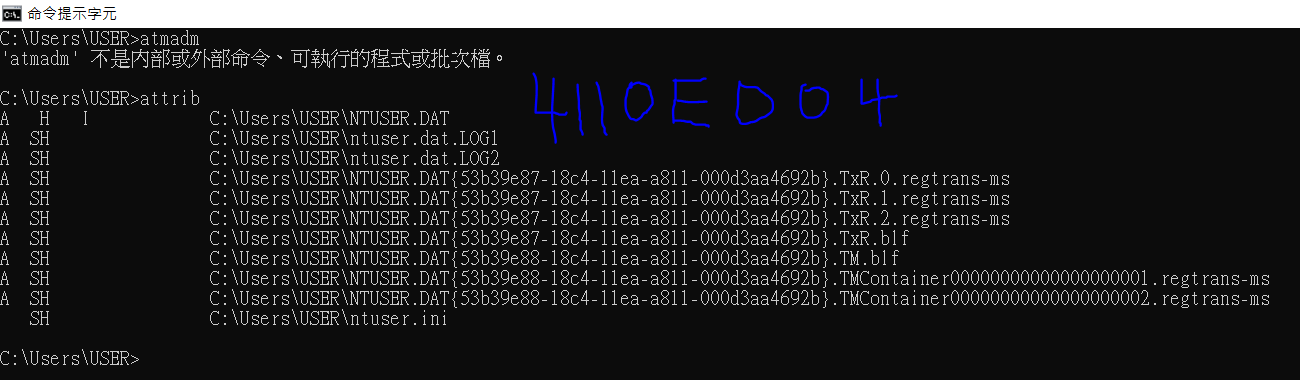 命令提示字元
C:\Users\USER>atmadm
'atmadm' 不是內部或外部命令、可執行的程式或批次檔。
4110ED04
C:\Users\USER>attrib
A   H   I            C:\Users\USER\NTUSER.DAT
A  SH                C:\Users\USER\ntuser.dat.LOG1
A  SH                C:\Users\USER\ntuser.dat.LOG2
A  SH                C:\Users\USER\NTUSER.DAT{53b39e87-18c4-11ea-a811-000d3aa4692b}.TxR.0.regtrans-ms
A  SH                C:\Users\USER\NTUSER.DAT{53b39e87-18c4-11ea-a811-000d3aa4692b}.TxR.1.regtrans-ms
A  SH                C:\Users\USER\NTUSER.DAT{53b39e87-18c4-11ea-a811-000d3aa4692b}.TxR.2.regtrans-ms
A  SH                C:\Users\USER\NTUSER.DAT{53b39e87-18c4-11ea-a811-000d3aa4692b}.TxR.blf
A  SH                C:\Users\USER\NTUSER.DAT{53b39e88-18c4-11ea-a811-000d3aa4692b}.TM.blf
A  SH                C:\Users\USER\NTUSER.DAT{53b39e88-18c4-11ea-a811-000d3aa4692b}.TMContainer00000000000000000001.regtrans-ms
A  SH                C:\Users\USER\NTUSER.DAT{53b39e88-18c4-11ea-a811-000d3aa4692b}.TMContainer00000000000000000002.regtrans-ms
   SH                C:\Users\USER\ntuser.ini
C:\Users\USER>